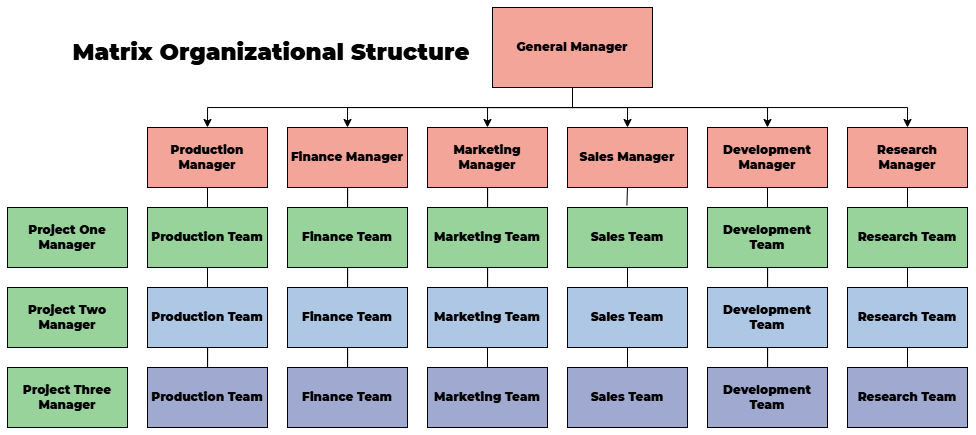 Matrix Organizational Structure
General Manager
Production
Manager
Finance Manager
Marketing
Manager
Sales Manager
Development
Manager
Research
Manager
Project One
Manager
Production Team
Finance Team
Marketing Team
Sales Team
Development
Team
Research Team
Project Two
Manager
Production Team
Finance Team
Marketing Team
Sales Team
Development
Team
Research Team
Project Three
Manager
Production Team
Finance Team
Marketing Team
Sales Team
Development
Team
Research Team